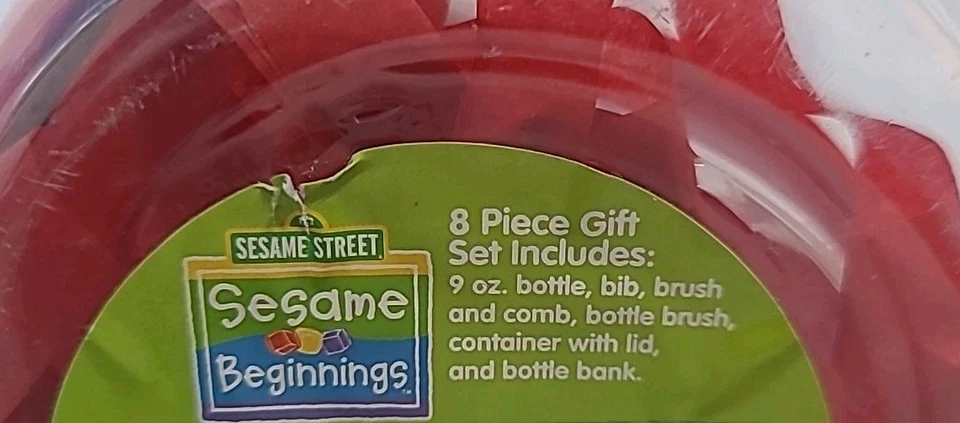 SESAME STREET.
Sesame
Beginnings™
8 Piece Gift
Set Includes:
9 oz. bottle, bib, brush
and comb, bottle brush,
container with lid,
and bottle bank.